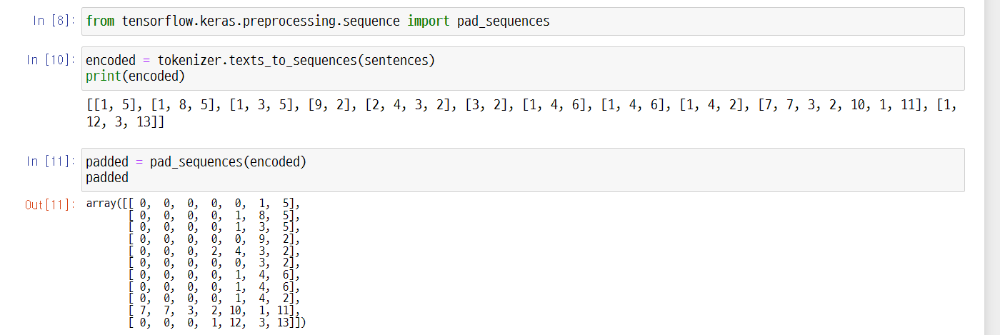 In [8]: from tensorflow.keras.preprocessing.sequence import pad_sequences
In [10]: encoded = tokenizer.texts_to_sequences(sentences)
print(encoded)
[[1, 5], [1, 8, 5], [1, 3, 5], [9, 2], [2, 4, 3, 2], [3, 2], [1, 4, 6], [1, 4, 6], [1, 4, 2], [7, 7, 3, 2, 10, 1, 11], [1,
12, 3, 13]]
In [11]: padded = pad_sequences(encoded)
padded
Out[11]: array([[ 0, 0, 0, 0, 0, 1, 5],
[ 0, 0, 0, 0, 1, 8, 5],
[ 0, 0, 0, 0, 1, 3, 5],
[ 0, 0, 0, 0, 0, 9, 2],
[ 0, 0, 0, 2, 4, 3, 2],
[ 0, 0, 0, 0, 0, 3, 2],
[ 0, 0, 0, 0, 1, 4, 6],
[ 0, 0, 0, 0, 1, 4, 6],
[ 0, 0, 0, 0, 1, 4, 2],
[ 7, 7, 3, 2, 10, 1, 11],
[ 0, 0, 0, 1, 12, 3, 13]])